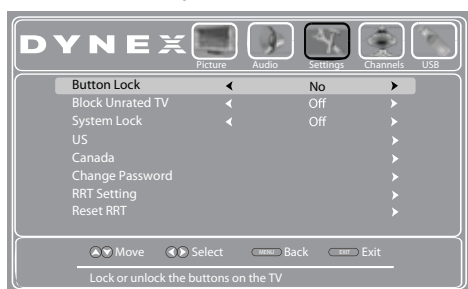 DYNEX
Picture Audio Settings Channels USB
Button Lock No
Block Unrated TV Off
System Lock Off
US
Canada
Change Password
RRT Setting
Reset RRT
Move Select MENU Back EXIT Exit
Lock or unlock the buttons on the TV